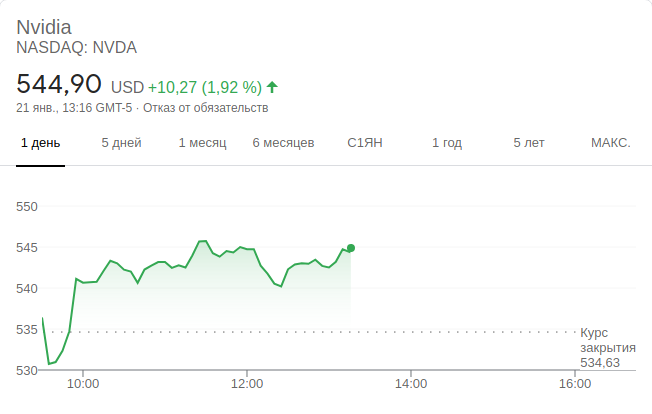 Nvidia
NASDAQ: NVDA
544,90 USD +10,27 (1,92 %)
21 янв., 13:16 GMT-5 · Отказ от обязательств
1 день 5 дней 1 месяц 6 месяцев С1ЯН 1 год 5 лет МАКС.
550
545
540
535
Курс
закрытия
534,63
530
10:00 12:00 14:00 16:00